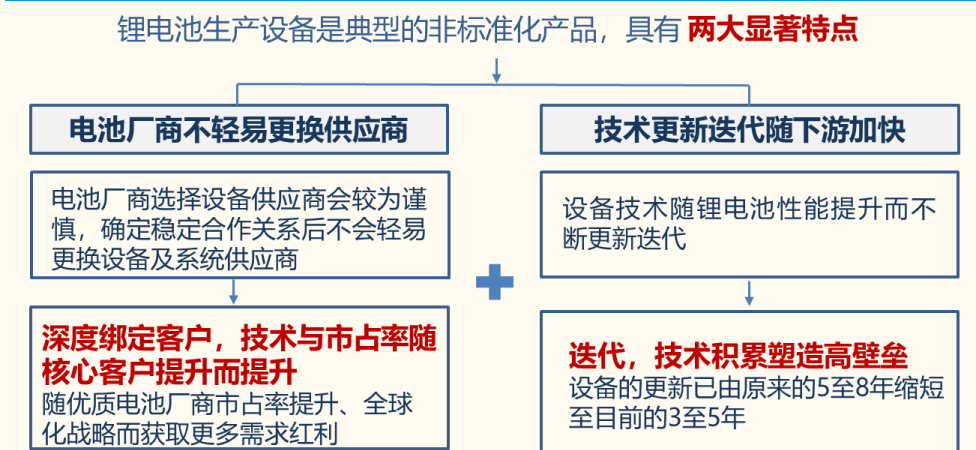 锂电池生产设备是典型的非标准化产品，具有 两大显著特点
电池厂商不轻易更换供应商
电池厂商选择设备供应商会较为谨
慎，确定稳定合作关系后不会轻易
更换设备及系统供应商
深度绑定客户，技术与市占率随
核心客户提升而提升
随优质电池厂商市占率提升、全球
化战略而获取更多需求红利
技术更新迭代随下游加快
设备技术随锂电池性能提升而不
断更新迭代
迭代，技术积累塑造高壁垒
设备的更新已由原来的5至8年缩短
至目前的3至5年